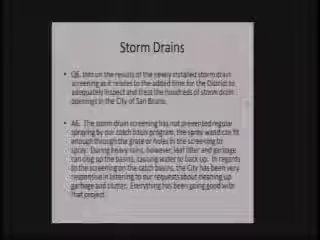 Storm Drains
• Q6. Info on the results of the newly installed storm drain
screening as it relates to the added time for the District to
adequately inspect and treat the hundreds of storm drain
openings in the City of San Bruno.
• A6. The storm drain screening has not prevented regular
spraying by our catch basin program, the spray wand can fit
enough through the grate or holes in the screening to
spray. During heavy rains, however, leaf litter and garbage
can clog up the basins, causing water to back up. In regards
to the screening on the catch basins, the City has been very
responsive in listening to our requests about cleaning up
garbage and clutter. Everything has been going good with
that project.